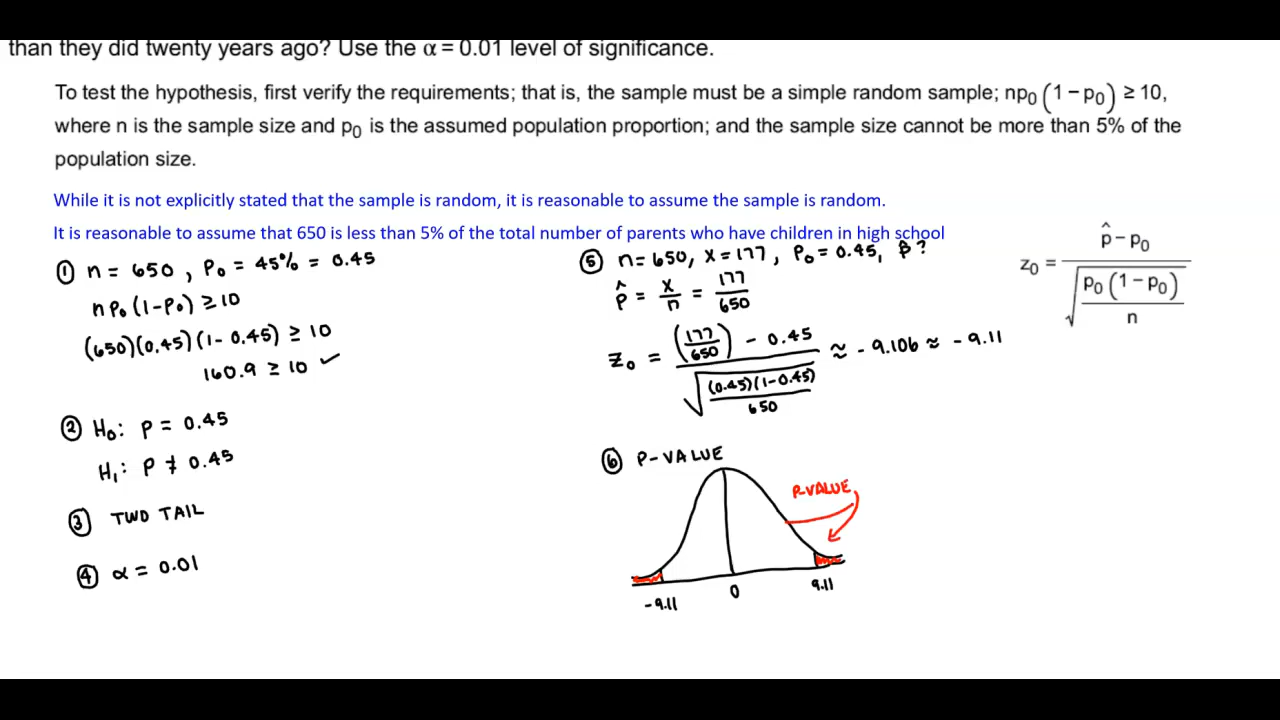 than they did twenty years ago? Use the α = 0.01 level of significance.
To test the hypothesis, first verify the requirements; that is, the sample must be a simple random sample; np₀(1 − p₀) ≥ 10,
where n is the sample size and p₀ is the assumed population proportion; and the sample size cannot be more than 5% of the
population size.
While it is not explicitly stated that the sample is random, it is reasonable to assume the sample is random.
It is reasonable to assume that 650 is less than 5% of the total number of parents who have children in high school
① n = 650, P₀ = 45% = 0.45
nP₀(1-P₀) ≥ 10
(650)(0.45)(1-0.45) ≥ 10
160.9 ≥ 10 ✓
② H₀: P = 0.45
H₁: P ≠ 0.45
③ TWO TAIL
④ α = 0.01
⑤ n = 650, X = 177, P₀ = 0.45, p̂?
p̂ = X/n = 177/650
z₀ = ((177/650) - 0.45) / √((0.45)(1-0.45)/650) ≈ -9.106 ≈ -9.11
z₀ = (p̂ − p₀) / √(p₀(1 − p₀)/n)
⑥ P-VALUE
P-VALUE
-9.11 0 9.11